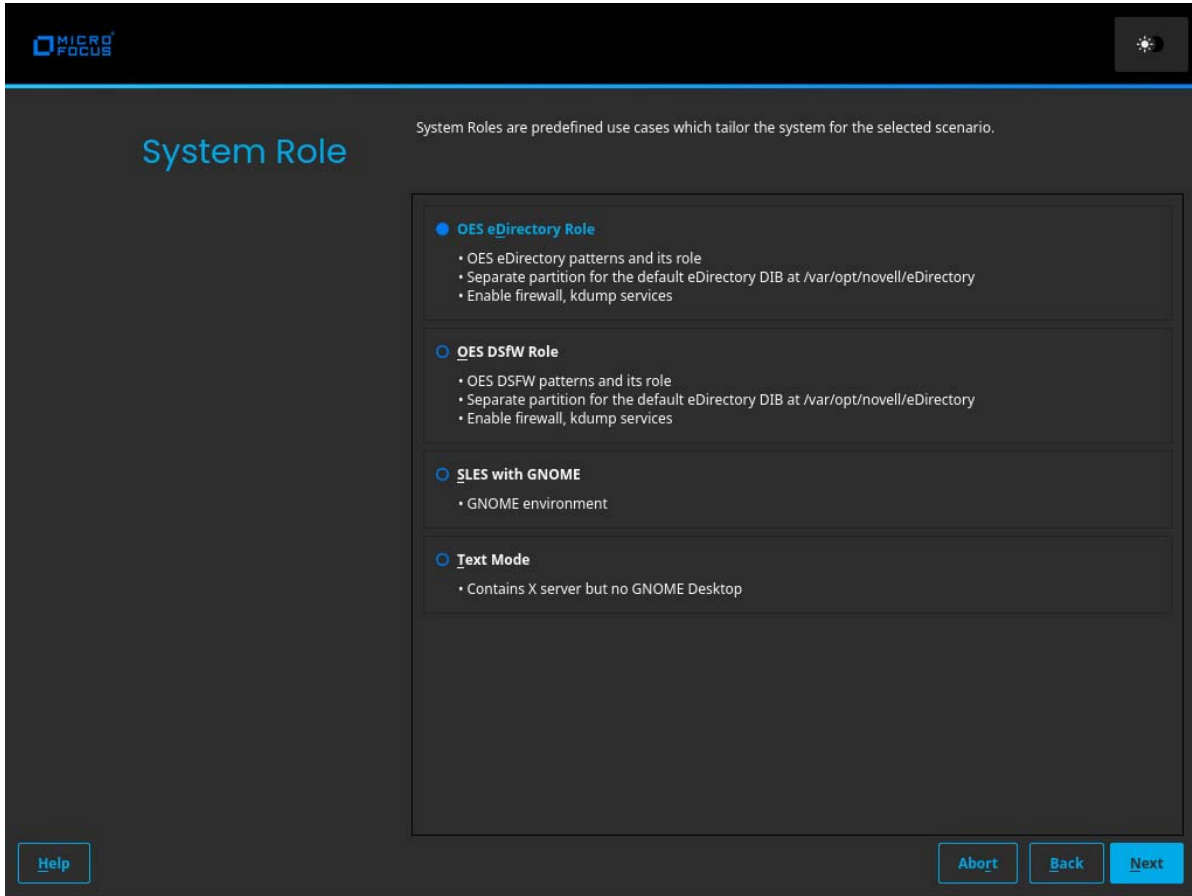 MICRO
FOCUS
System Role
System Roles are predefined use cases which tailor the system for the selected scenario.
OES eDirectory Role
• OES eDirectory patterns and its role
• Separate partition for the default eDirectory DIB at /var/opt/novell/eDirectory
• Enable firewall, kdump services
OES DSfW Role
• OES DSFW patterns and its role
• Separate partition for the default eDirectory DIB at /var/opt/novell/eDirectory
• Enable firewall, kdump services
SLES with GNOME
• GNOME environment
Text Mode
• Contains X server but no GNOME Desktop
Help
Abort
Back
Next